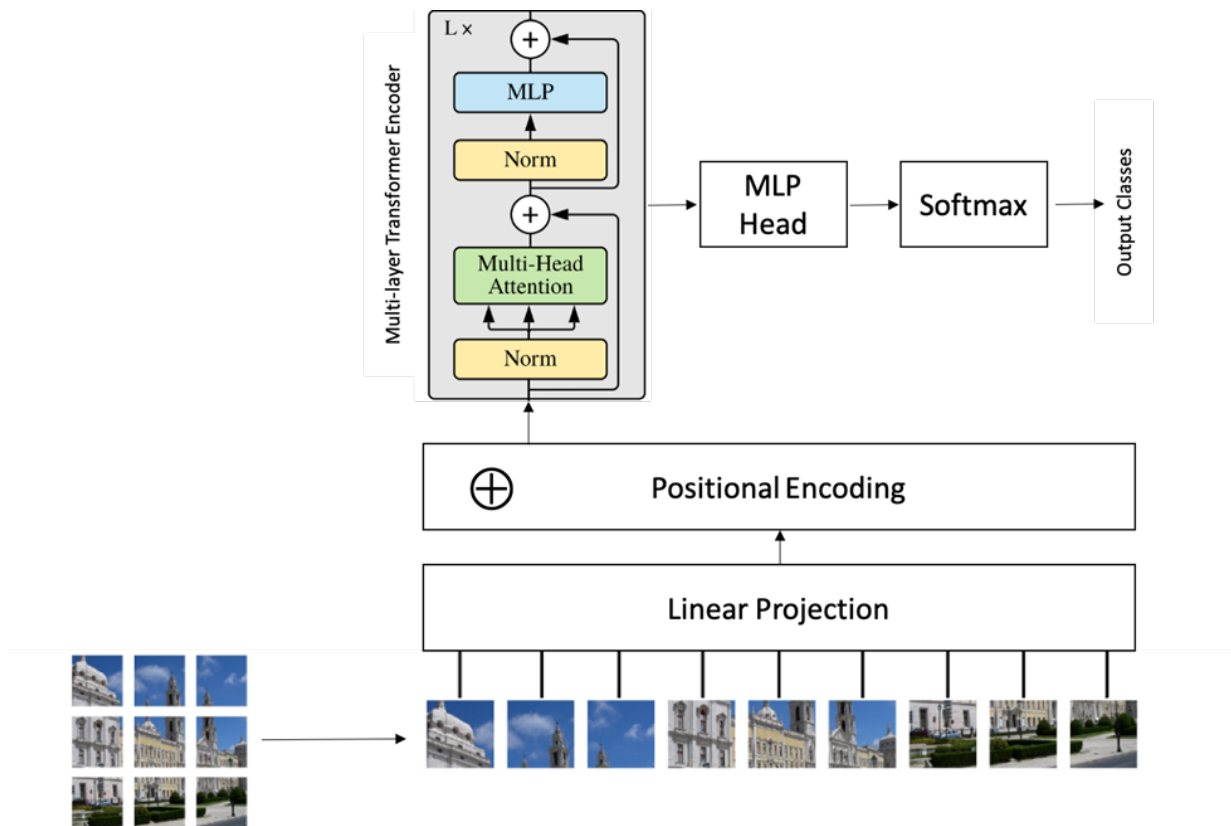 L ×
+
MLP
Norm
+
Multi-Head
Attention
Norm
Multi-layer Transformer Encoder
MLP
Head
Softmax
Output Classes
Positional Encoding
Linear Projection